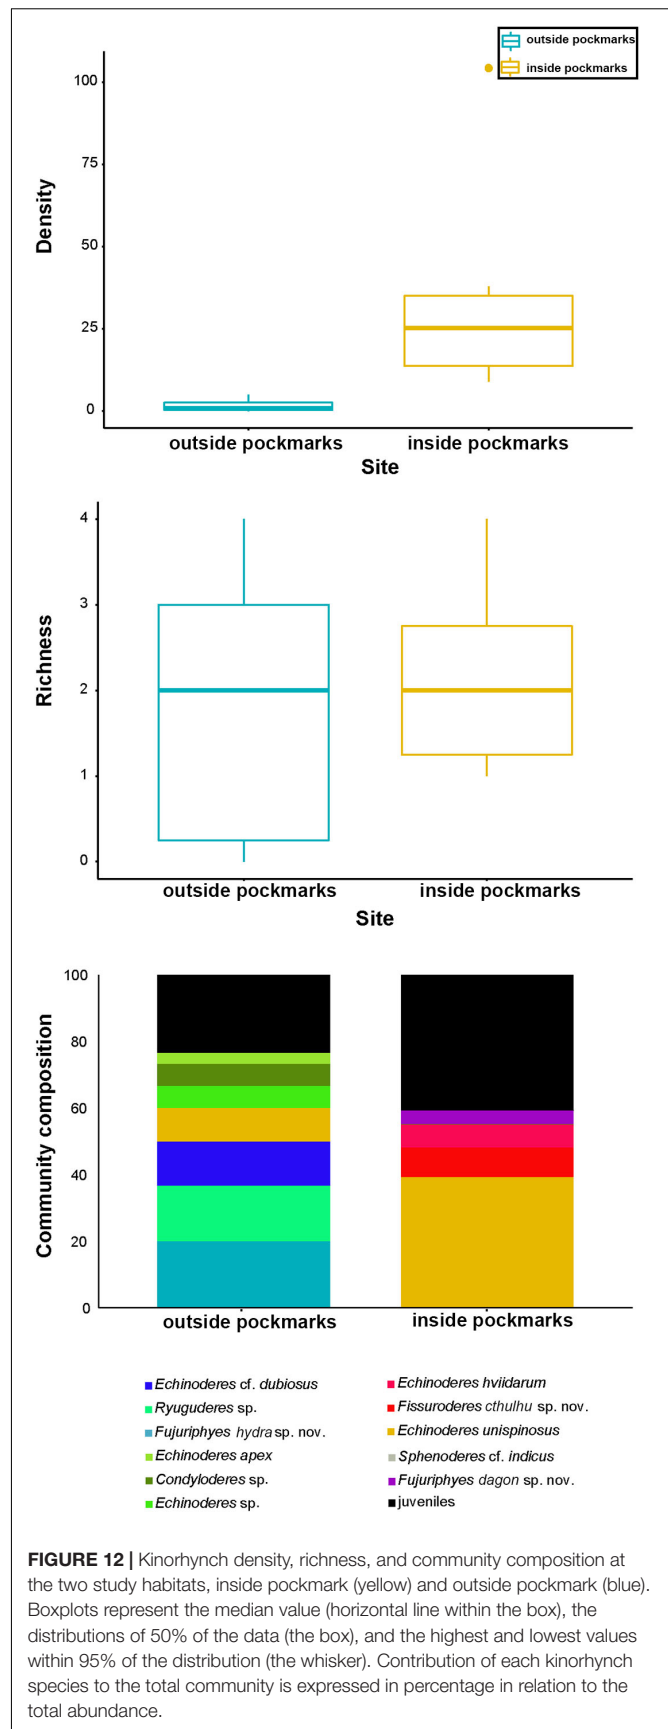 outside pockmarks
inside pockmarks
100
75
50
25
0
Density
outside pockmarks inside pockmarks
Site
4
3
2
1
0
Richness
outside pockmarks inside pockmarks
Site
100
80
60
40
20
0
Community composition
outside pockmarks inside pockmarks
Echinoderes cf. dubiosus
Ryuguderes sp.
Fujuriphyes hydra sp. nov.
Echinoderes apex
Condyloderes sp.
Echinoderes sp.
Echinoderes hviidarum
Fissuroderes cthulhu sp. nov.
Echinoderes unispinosus
Sphenoderes cf. indicus
Fujuriphyes dagon sp. nov.
juveniles
FIGURE 12 | Kinorhynch density, richness, and community composition at
the two study habitats, inside pockmark (yellow) and outside pockmark (blue).
Boxplots represent the median value (horizontal line within the box), the
distributions of 50% of the data (the box), and the highest and lowest values
within 95% of the distribution (the whisker). Contribution of each kinorhynch
species to the total community is expressed in percentage in relation to the
total abundance.